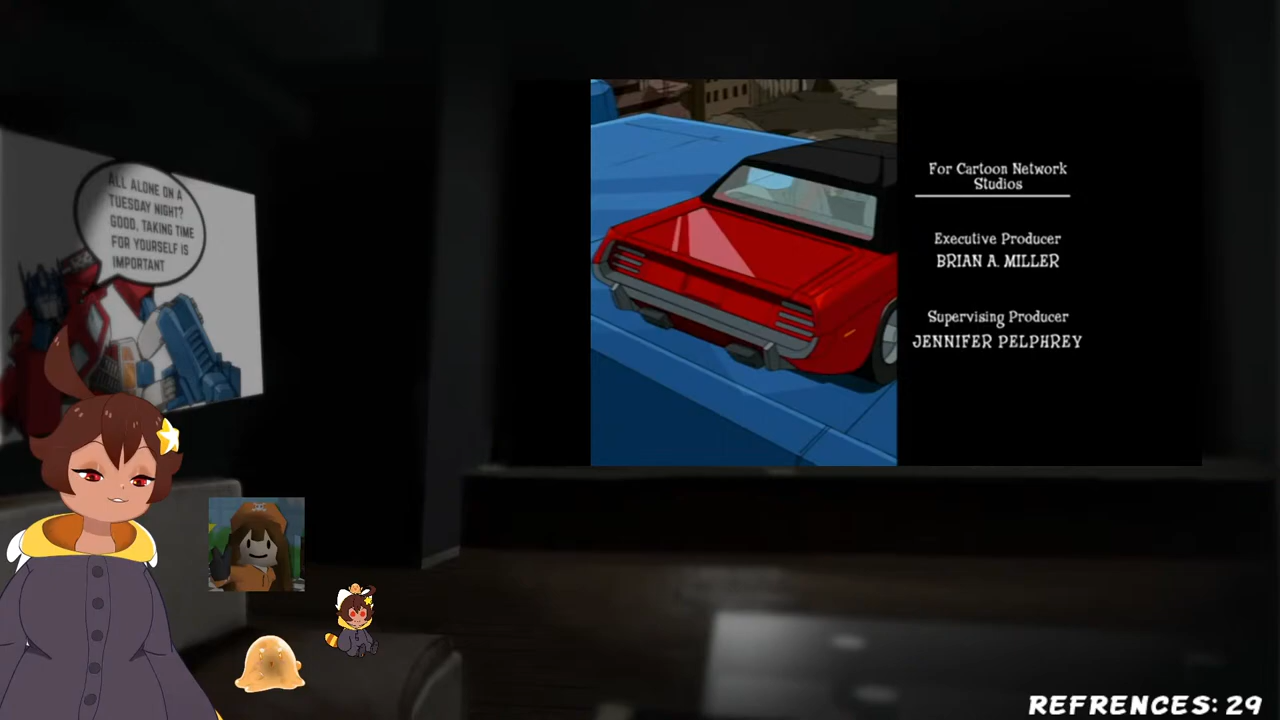 ALL ALONE ON A
TUESDAY NIGHT?
GOOD, TAKING TIME
FOR YOURSELF IS
IMPORTANT
For Cartoon Network
Studios
Executive Producer
BRIAN A. MILLER
Supervising Producer
JENNIFER PELPHREY
REFRENCES: 29